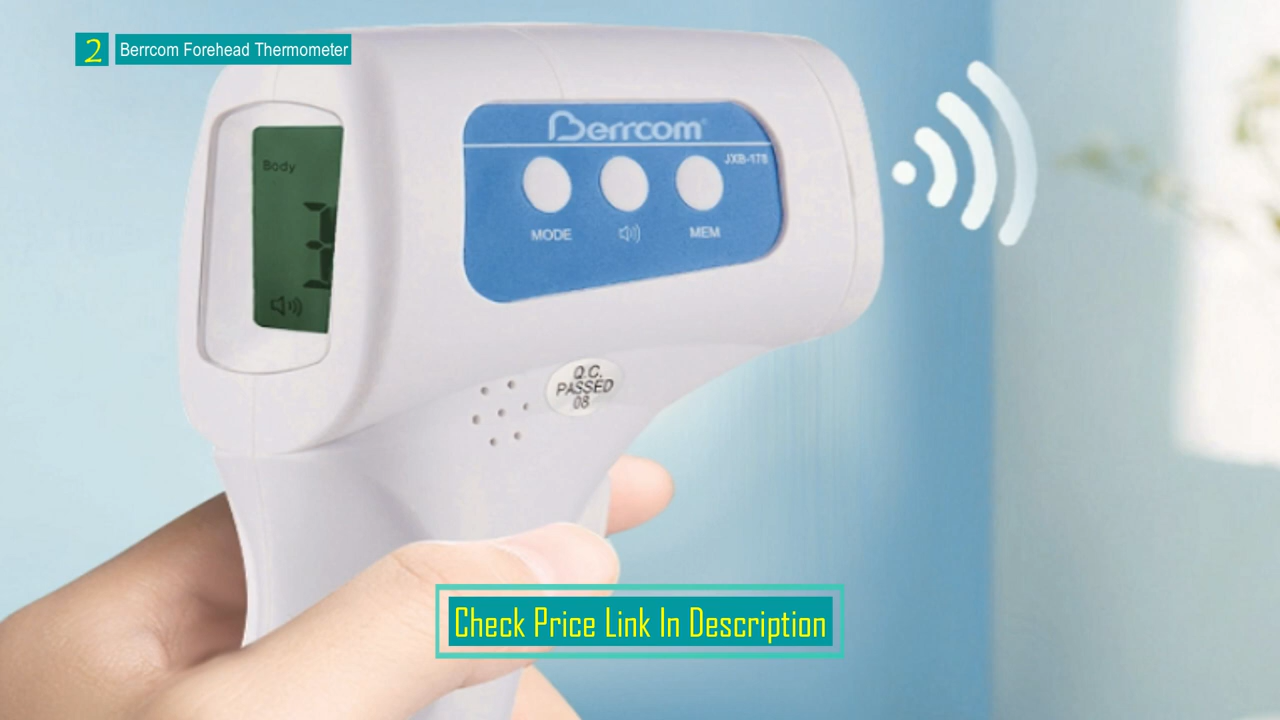 2 Berrcom Forehead Thermometer
Berrcom®
JXB-178
MODE MEM
Body
Q.C.
PASSED
08
Check Price Link In Description